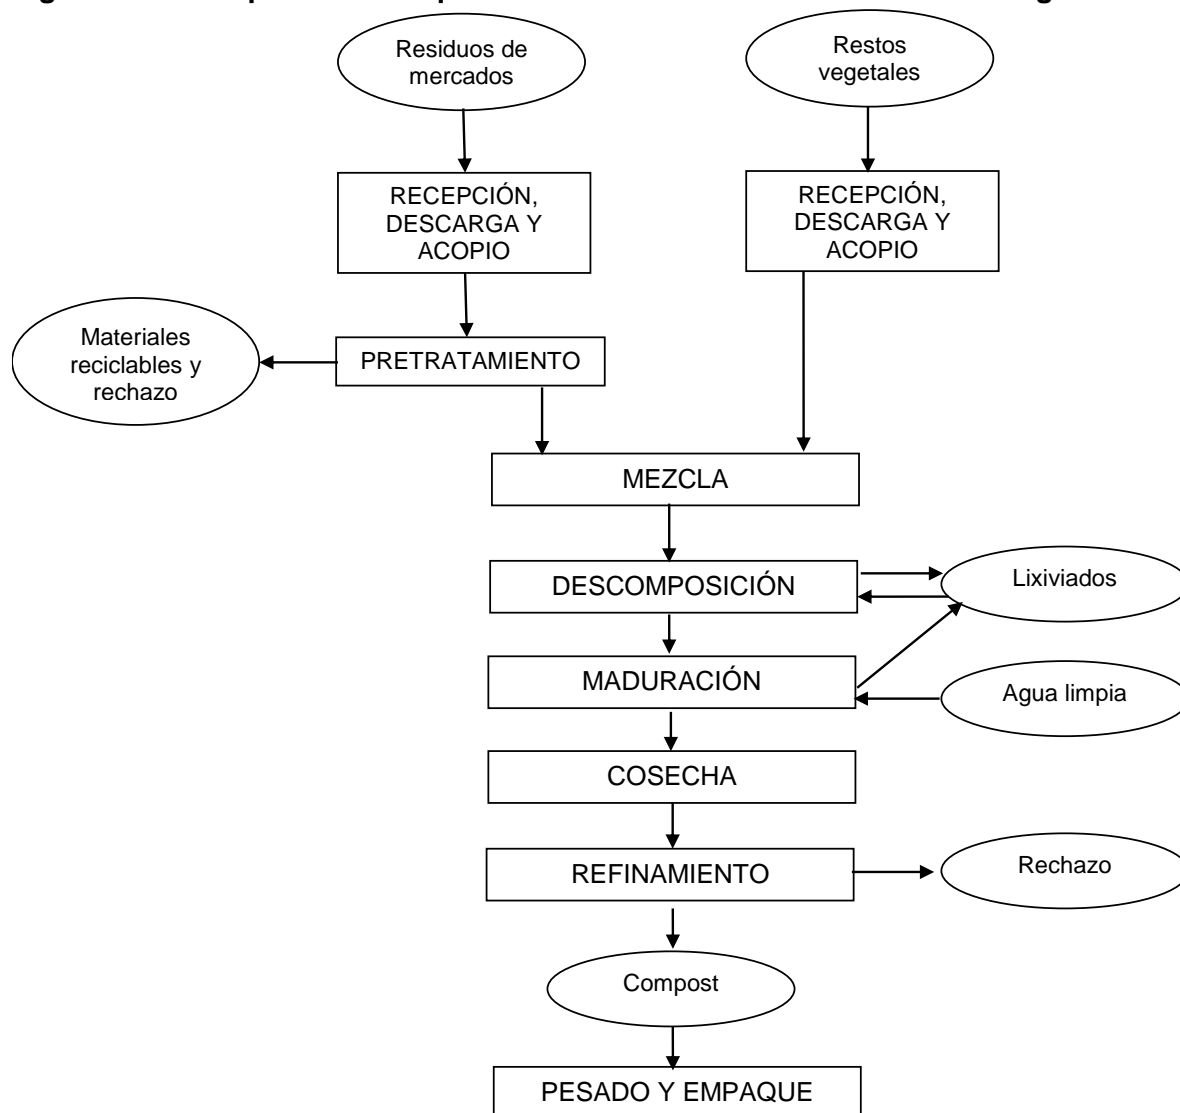 Residuos de
mercados
Restos
vegetales
RECEPCIÓN,
DESCARGA Y
ACOPIO
RECEPCIÓN,
DESCARGA Y
ACOPIO
Materiales
reciclables y
rechazo
PRETRATAMIENTO
MEZCLA
DESCOMPOSICIÓN
Lixiviados
MADURACIÓN
Agua limpia
COSECHA
REFINAMIENTO
Rechazo
Compost
PESADO Y EMPAQUE